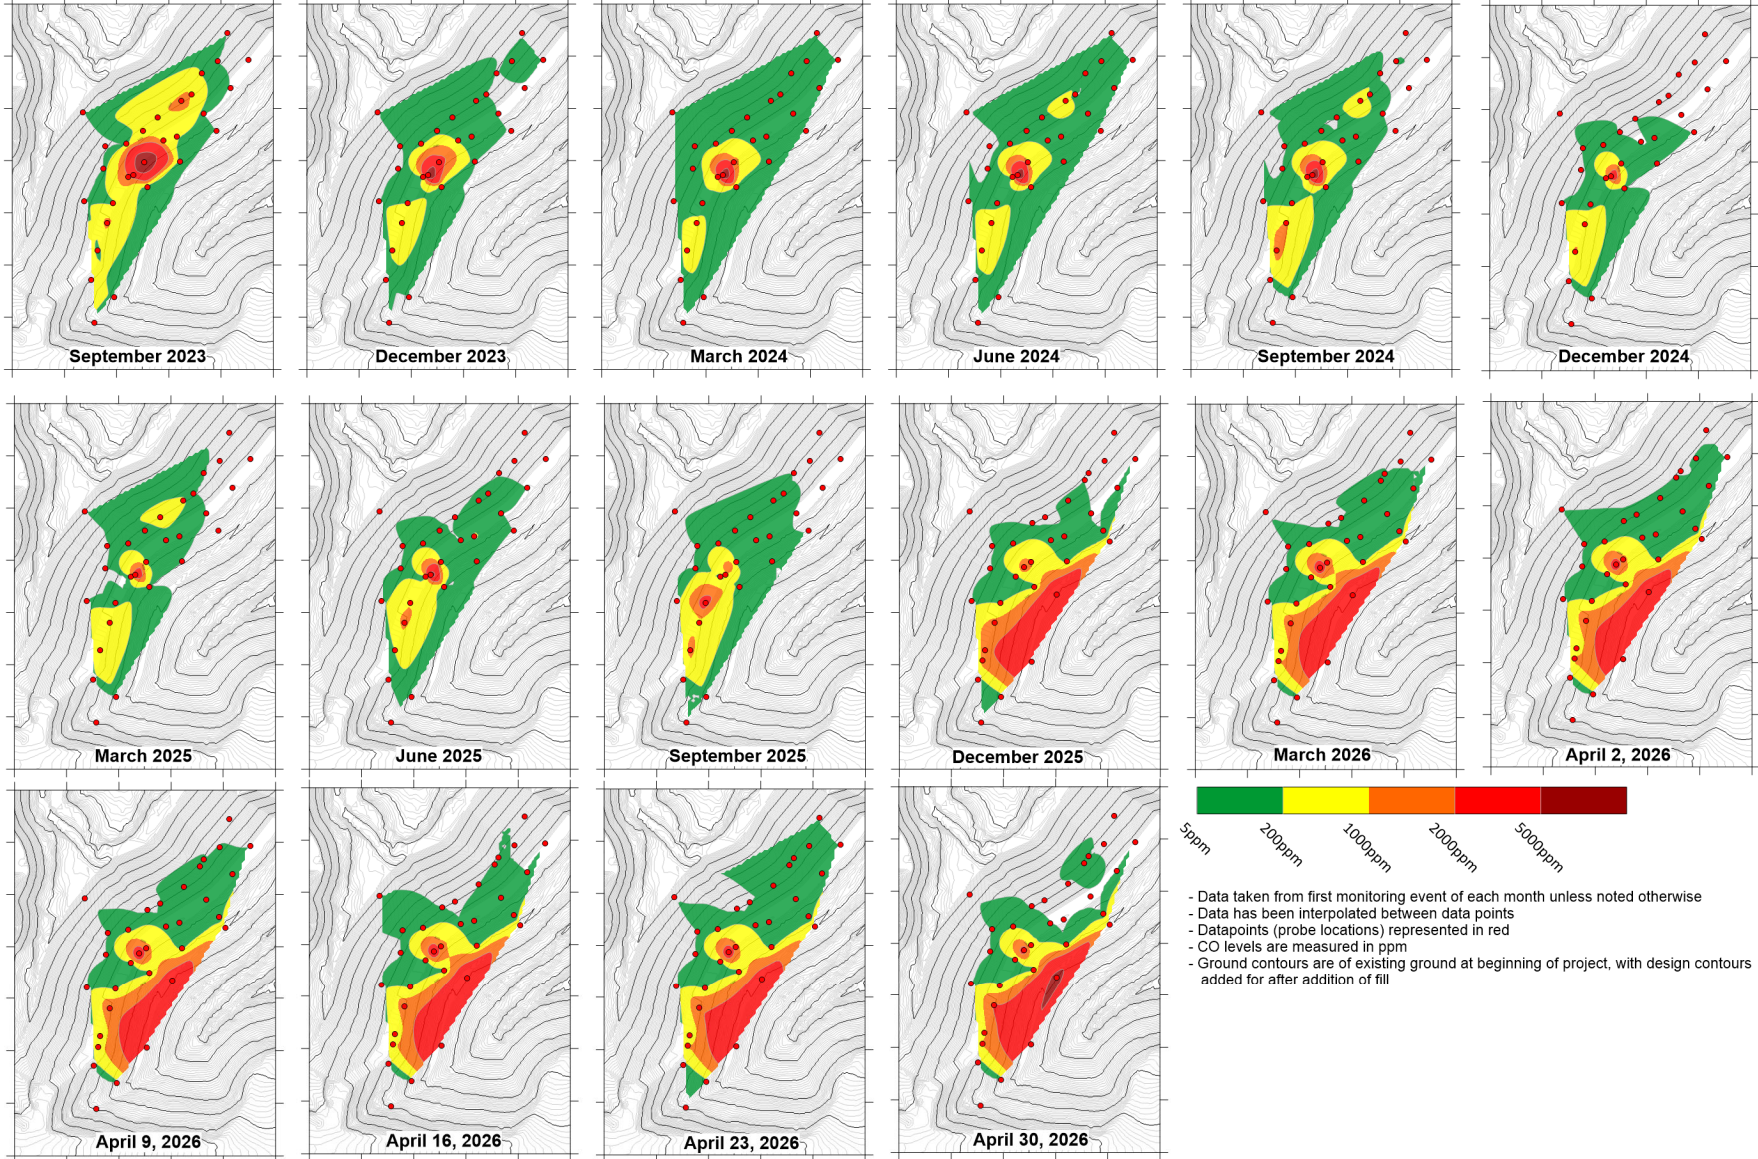 September 2023
December 2023
March 2024
June 2024
September 2024
December 2024
March 2025
June 2025
September 2025
December 2025
March 2026
April 2, 2026
5ppm
200ppm
1000ppm
2000ppm
5000ppm
- Data taken from first monitoring event of each month unless noted otherwise
- Data has been interpolated between data points
- Datapoints (probe locations) represented in red
- CO levels are measured in ppm
- Ground contours are of existing ground at beginning of project, with design contours
added for after addition of fill
April 9, 2026
April 16, 2026
April 23, 2026
April 30, 2026